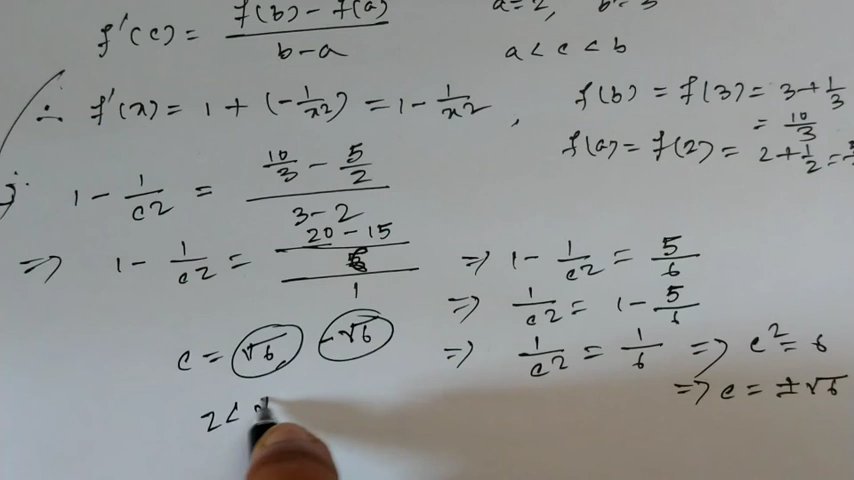 f'(c) = (f(b) - f(a)) / (b - a)
a = 2, b = 3
a < c < b
∴ f'(x) = 1 + (-1/x²) = 1 - 1/x²,
f(b) = f(3) = 3 + 1/3
= 10/3
f(a) = f(2) = 2 + 1/2 =
1 - 1/c² = (10/3 - 5/2) / (3 - 2)
⇒ 1 - 1/c² = ((20 - 15) / 6) / 1
⇒ 1 - 1/c² = 5/6
⇒ 1/c² = 1 - 5/6
⇒ 1/c² = 1/6 ⇒ c² = 6
⇒ c = ±√6
c = √6 -√6
2 <